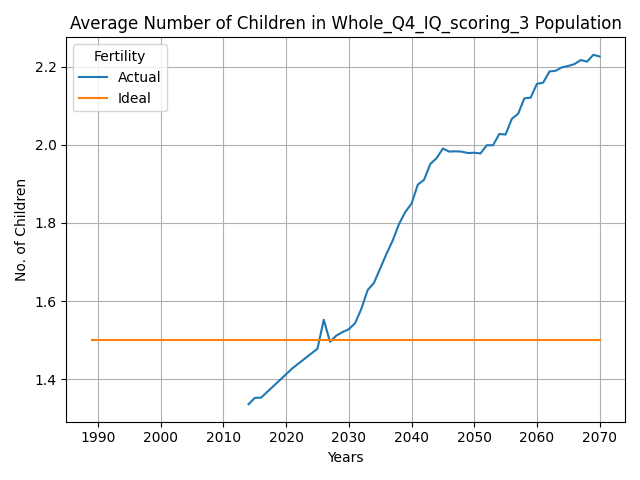 Average Number of Children in Whole_Q4_IQ_scoring_3 Population
Fertility
Actual
Ideal
No. of Children
2.2
2.0
1.8
1.6
1.4
1990 2000 2010 2020 2030 2040 2050 2060 2070
Years